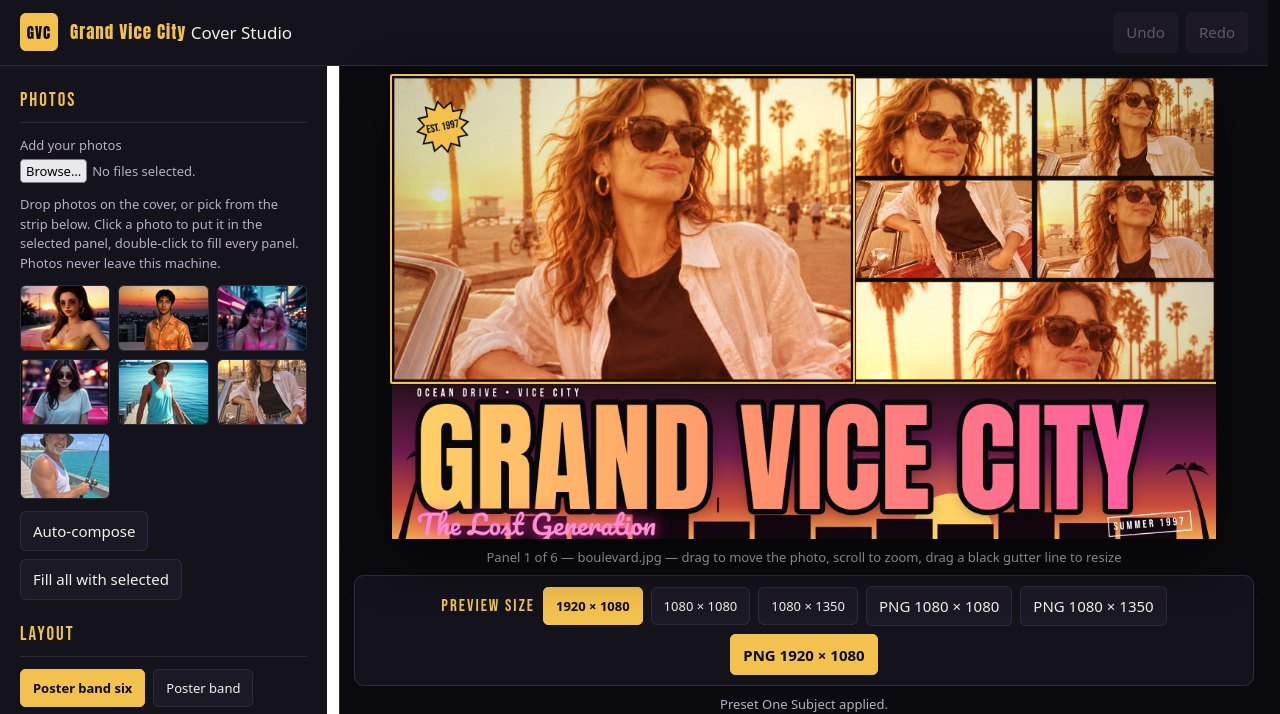 GVC Grand Vice City Cover Studio
Undo Redo
PHOTOS
Add your photos
Browse... No files selected.
Drop photos on the cover, or pick from the
strip below. Click a photo to put it in the
selected panel, double-click to fill every panel.
Photos never leave this machine.
Auto-compose
Fill all with selected
LAYOUT
Poster band six Poster band
EST. 1997
OCEAN DRIVE • VICE CITY
GRAND VICE CITY
The Lost Generation
SUMMER 1997
Panel 1 of 6 — boulevard.jpg — drag to move the photo, scroll to zoom, drag a black gutter line to resize
PREVIEW SIZE 1920 × 1080 1080 × 1080 1080 × 1350 PNG 1080 × 1080 PNG 1080 × 1350
PNG 1920 × 1080
Preset One Subject applied.